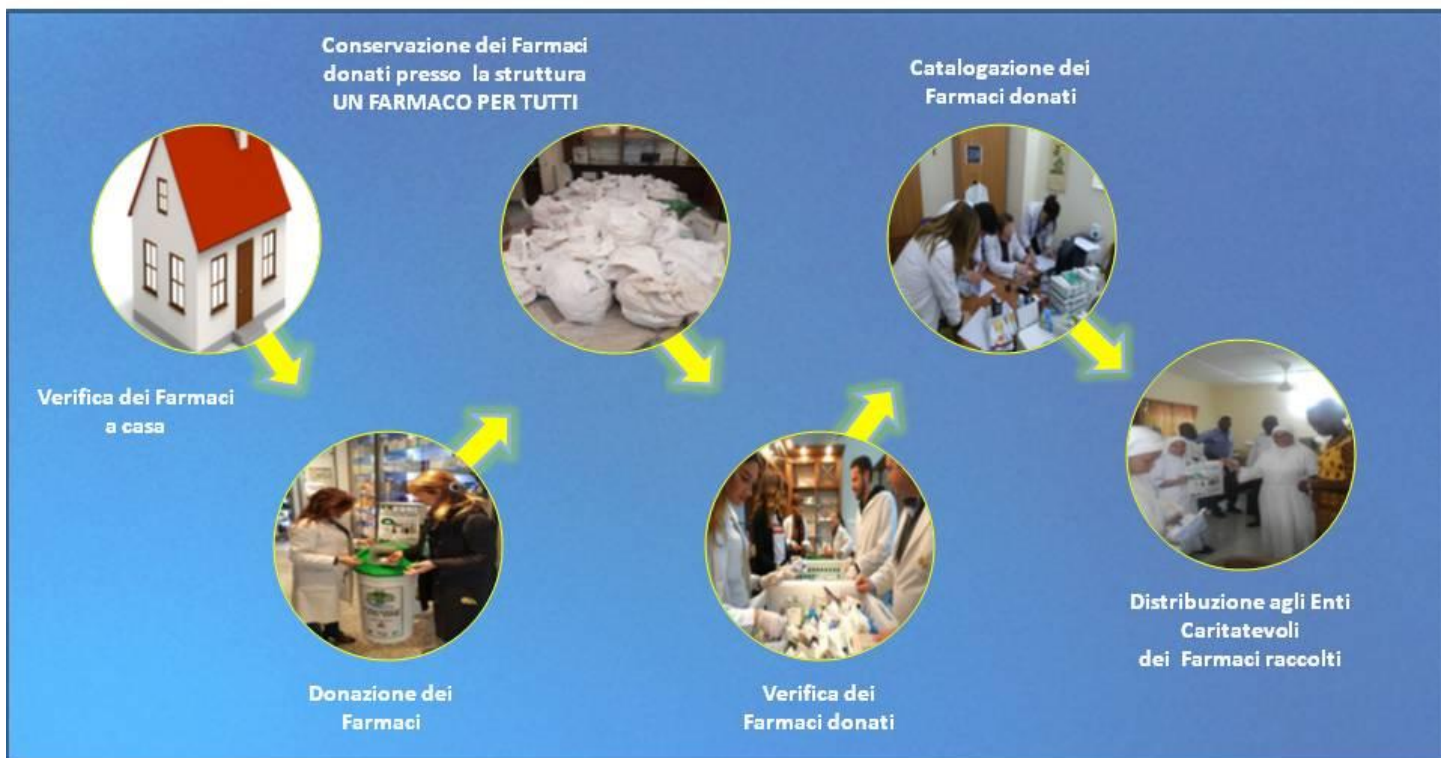 Conservazione dei Farmaci
donati presso la struttura
UN FARMACO PER TUTTI
Catalogazione dei
Farmaci donati
Verifica dei Farmaci
a casa
Donazione dei
Farmaci
Verifica dei
Farmaci donati
Distribuzione agli Enti
Caritatevoli
dei Farmaci raccolti